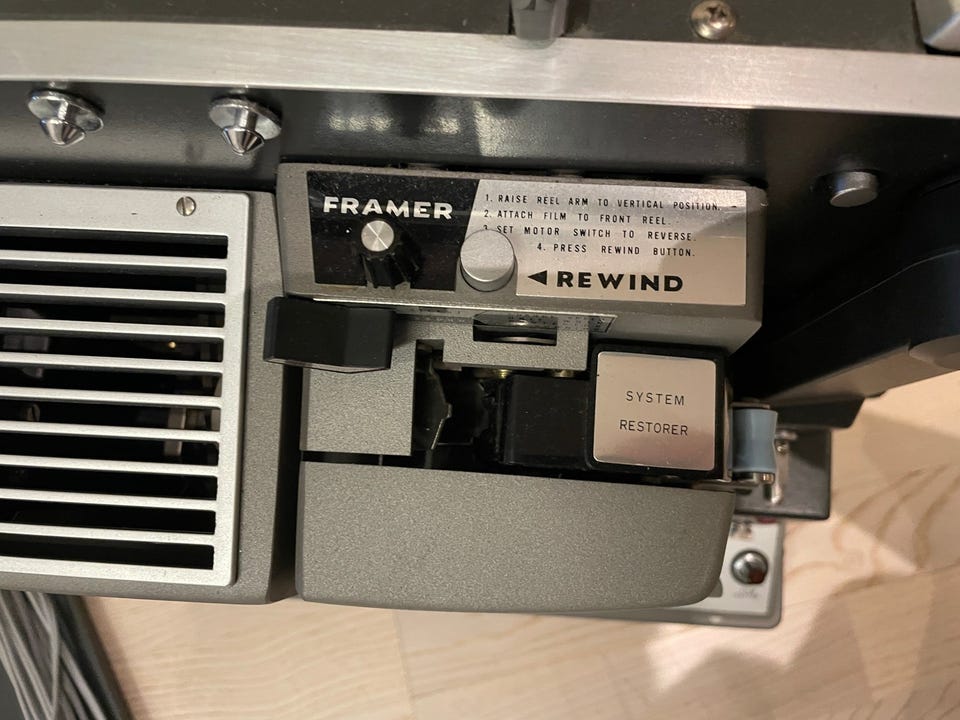 FRAMER
1. RAISE REEL ARM TO VERTICAL POSITION.
2. ATTACH FILM TO FRONT REEL.
3. SET MOTOR SWITCH TO REVERSE.
4. PRESS REWIND BUTTON.
◄ REWIND
SYSTEM
RESTORER